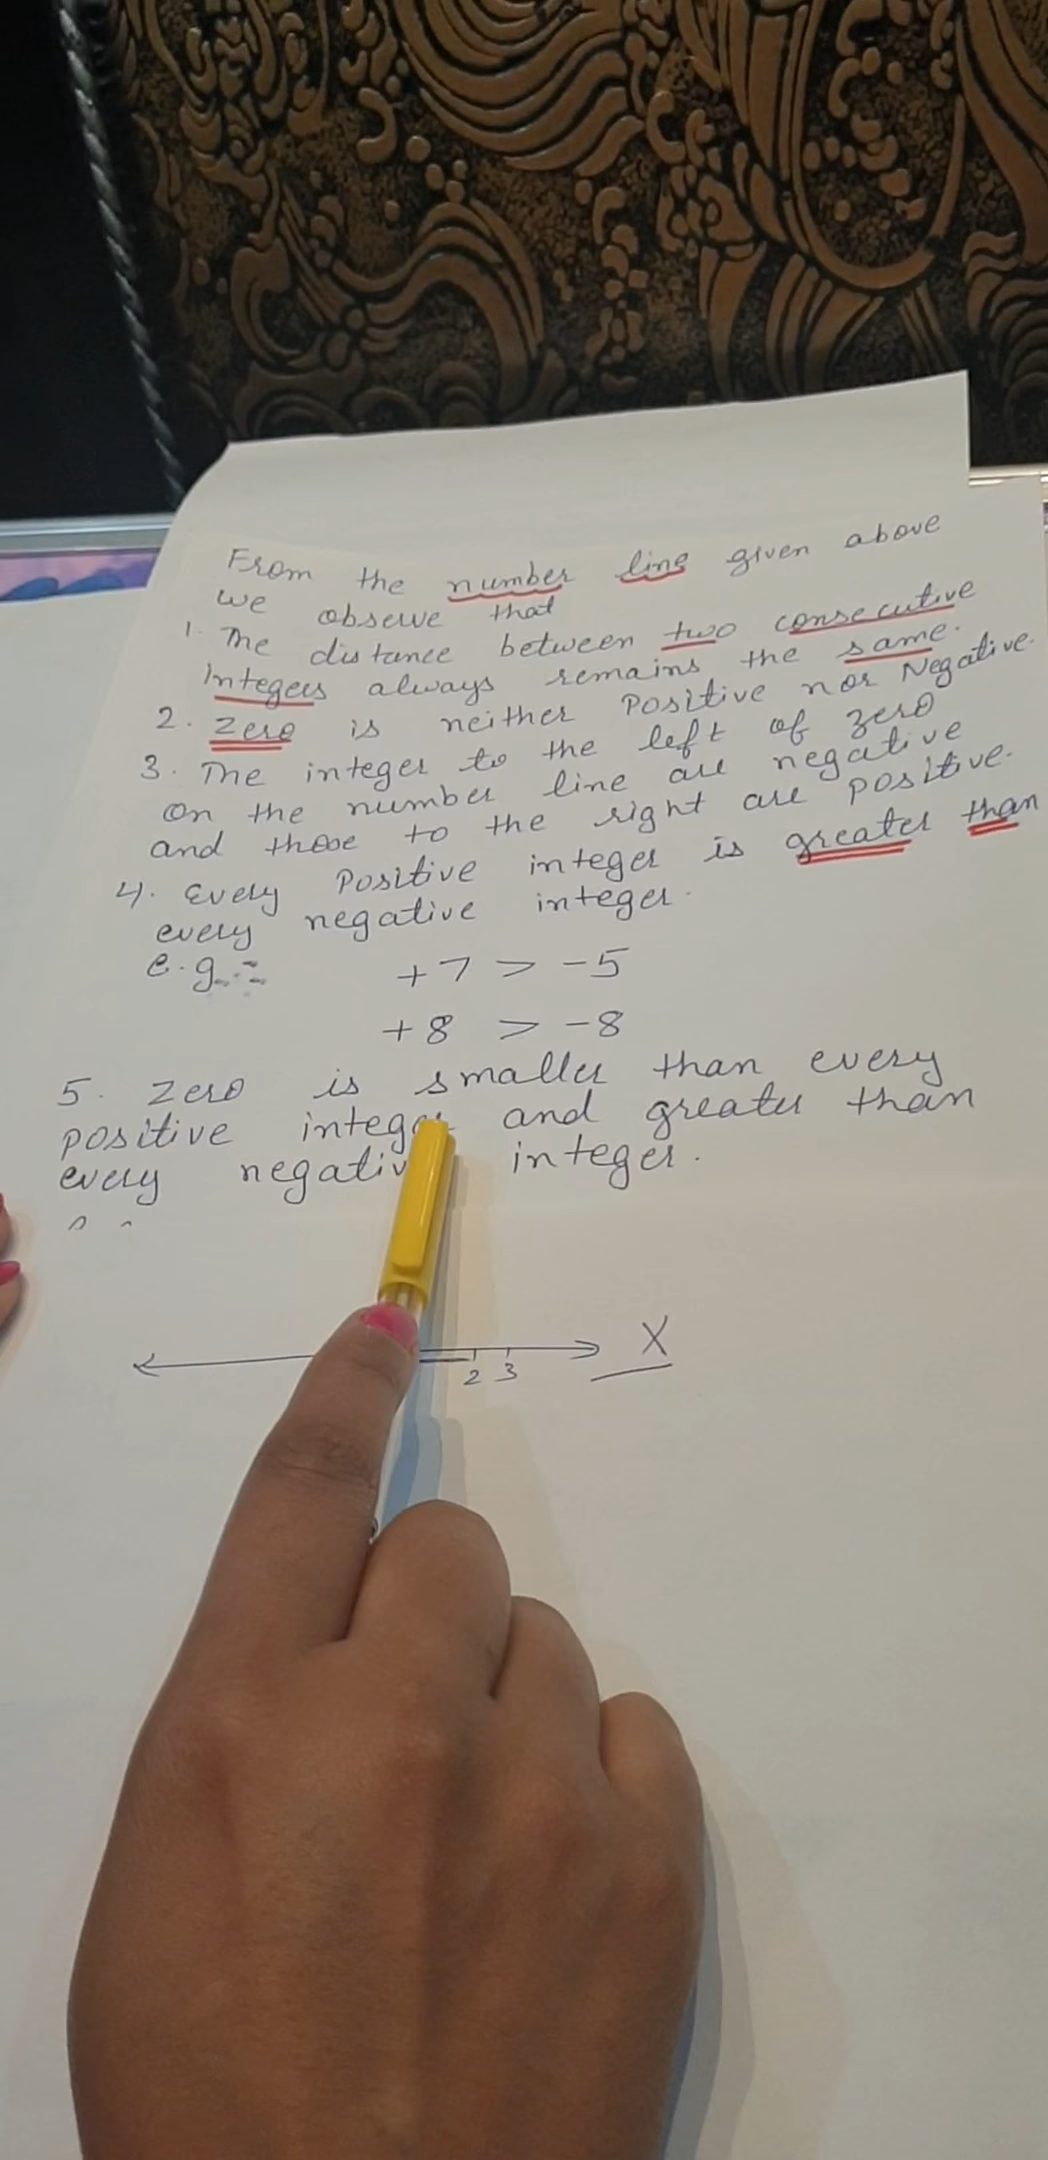 From the number line given above
we observe that
1. The distance between two consecutive
integers always remains the same.
2. Zero is neither Positive nor Negative.
3. The integer to the left of zero
on the number line are negative
and those to the right are positive.
4. Every Positive integer is greater than
every negative integer.
e.g.:-
+7 > -5
+8 > -8
5. Zero is smaller than every
positive integer and greater than
every negativ integer.
X
2 3